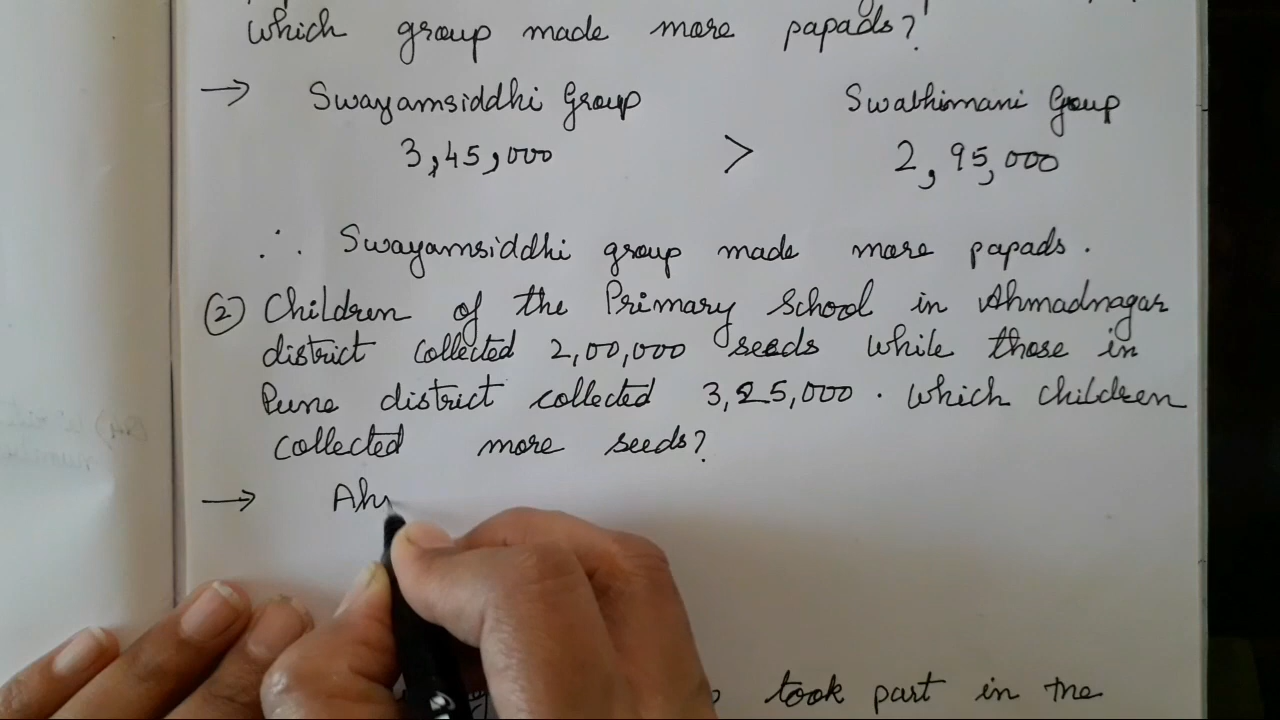 which group made more papads?
→ Swayamsiddhi Group Swabhimani Group
3,45,000 > 2,95,000
∴ Swayamsiddhi group made more papads.
② Children of the Primary School in Ahmadnagar
district collected 2,00,000 seeds while those in
Pune district collected 3,25,000. which children
collected more seeds?
→ Ahm
took part in the